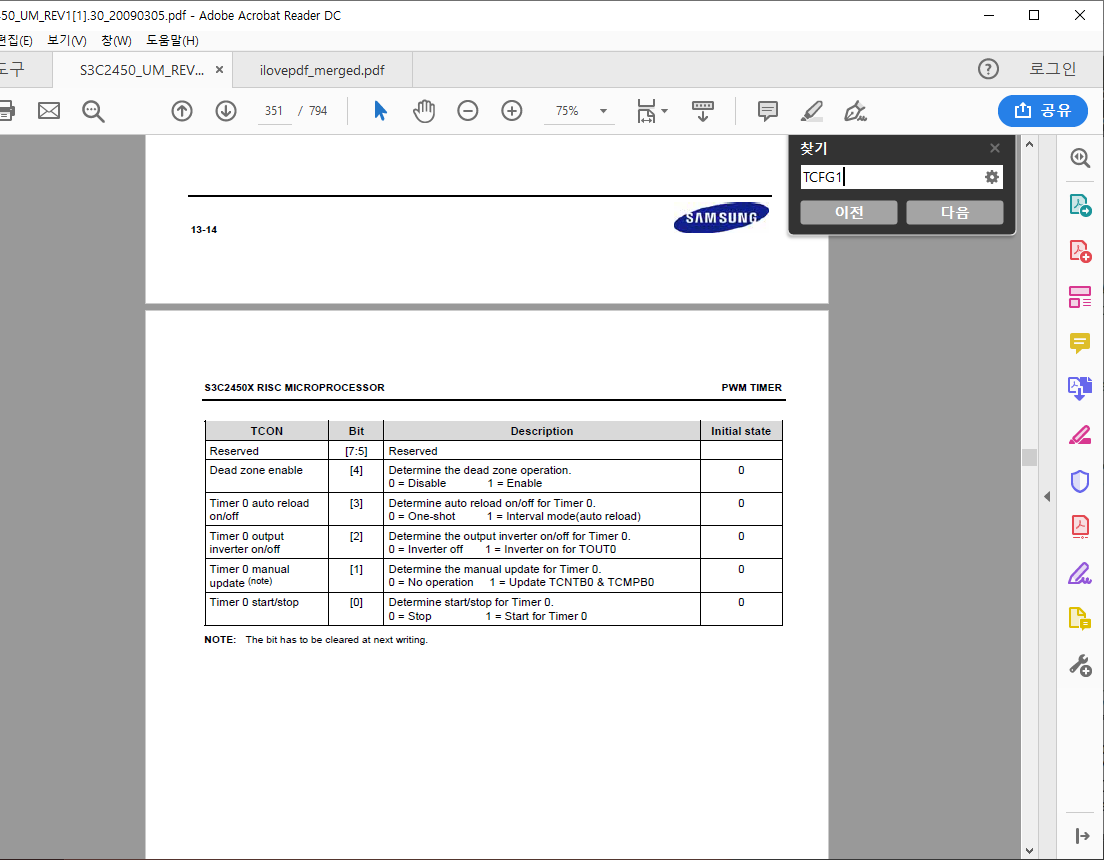 50_UM_REV1[1].30_20090305.pdf - Adobe Acrobat Reader DC
편집(E) 보기(V) 창(W) 도움말(H)
도구 S3C2450_UM_REV... × ilovepdf_merged.pdf ? 로그인
351 / 794 75% 공유
찾기
TCFG1
이전 다음
SAMSUNG
13-14
S3C2450X RISC MICROPROCESSOR PWM TIMER
TCON Bit Description Initial state
Reserved [7:5] Reserved
Dead zone enable [4] Determine the dead zone operation. 0
0 = Disable 1 = Enable
Timer 0 auto reload [3] Determine auto reload on/off for Timer 0. 0
on/off 0 = One-shot 1 = Interval mode(auto reload)
Timer 0 output [2] Determine the output inverter on/off for Timer 0. 0
inverter on/off 0 = Inverter off 1 = Inverter on for TOUT0
Timer 0 manual [1] Determine the manual update for Timer 0. 0
update (note) 0 = No operation 1 = Update TCNTB0 & TCMPB0
Timer 0 start/stop [0] Determine start/stop for Timer 0. 0
0 = Stop 1 = Start for Timer 0
NOTE: The bit has to be cleared at next writing.